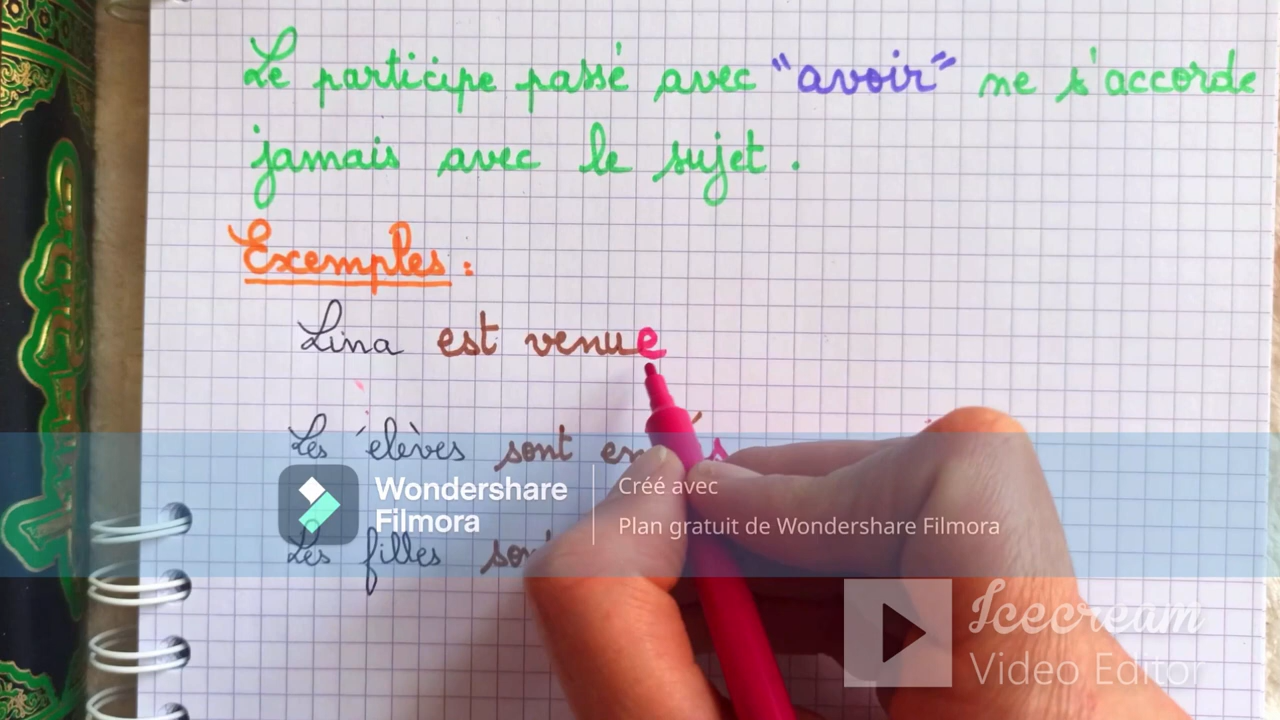 Le participe passé avec "avoir" ne s'accorde
jamais avec le sujet.
Exemples :
Lina est venue
Les élèves sont
Les filles
Wondershare
Filmora
Créé avec
Plan gratuit de Wondershare Filmora
Icecream
Video Editor